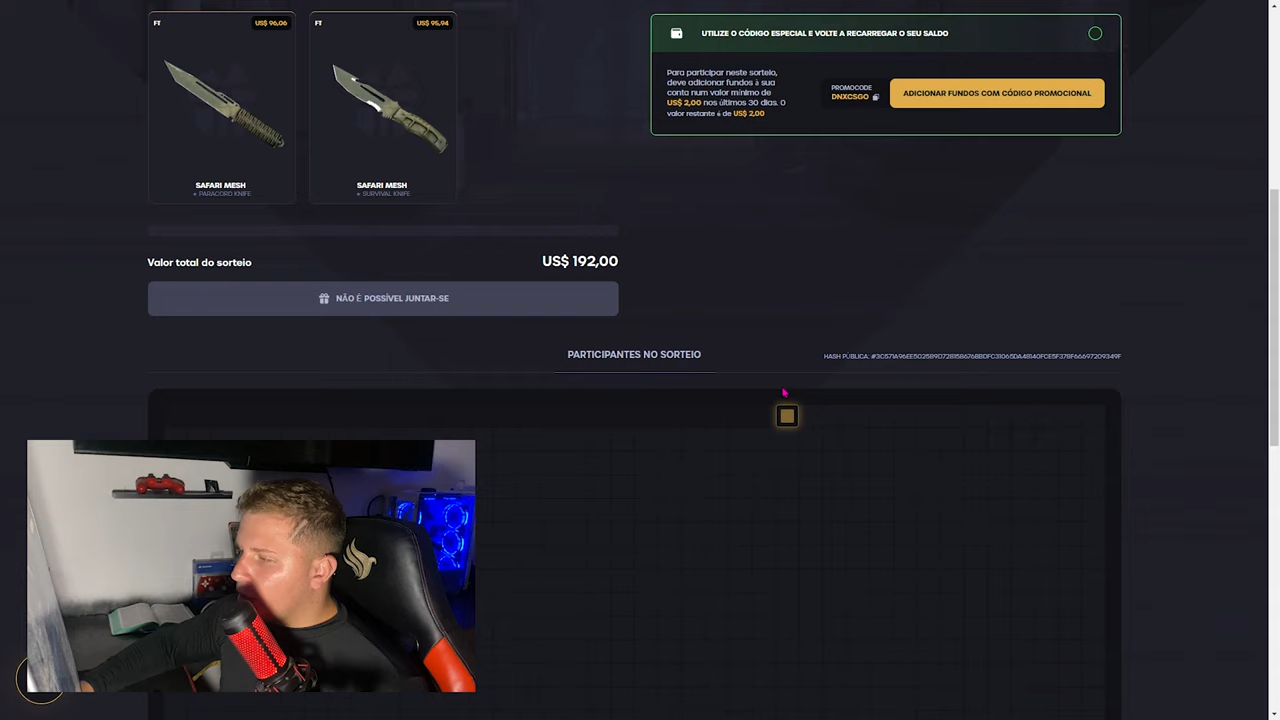 FT
US$ 96,06
FT
US$ 95,94
SAFARI MESH
★ PARACORD KNIFE
SAFARI MESH
★ SURVIVAL KNIFE
UTILIZE O CÓDIGO ESPECIAL E VOLTE A RECARREGAR O SEU SALDO
Para participar neste sorteio,
deve adicionar fundos à sua
conta num valor mínimo de
US$ 2,00 nos últimos 30 dias. O
valor restante é de US$ 2,00
PROMOCODE
DNXCSGO
ADICIONAR FUNDOS COM CÓDIGO PROMOCIONAL
Valor total do sorteio
US$ 192,00
NÃO É POSSÍVEL JUNTAR-SE
PARTICIPANTES NO SORTEIO
HASH PÚBLICA: